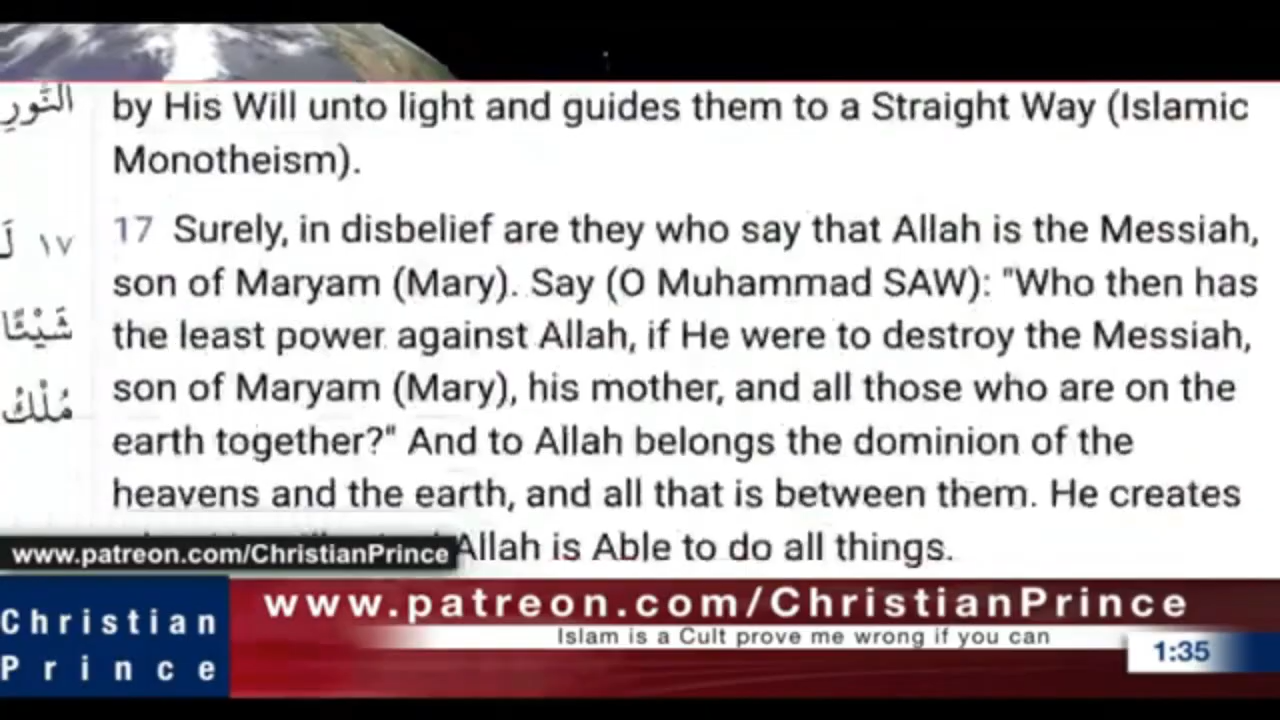 النُّورِ
by His Will unto light and guides them to a Straight Way (Islamic
Monotheism).
١٧
17 Surely, in disbelief are they who say that Allah is the Messiah,
son of Maryam (Mary). Say (O Muhammad SAW): "Who then has
شَيْئًا
the least power against Allah, if He were to destroy the Messiah,
son of Maryam (Mary), his mother, and all those who are on the
مُلْكُ
earth together?" And to Allah belongs the dominion of the
heavens and the earth, and all that is between them. He creates
Allah is Able to do all things.
www.patreon.com/ChristianPrince
Christian
Prince
www.patreon.com/ChristianPrince
Islam is a Cult prove me wrong if you can
1:35